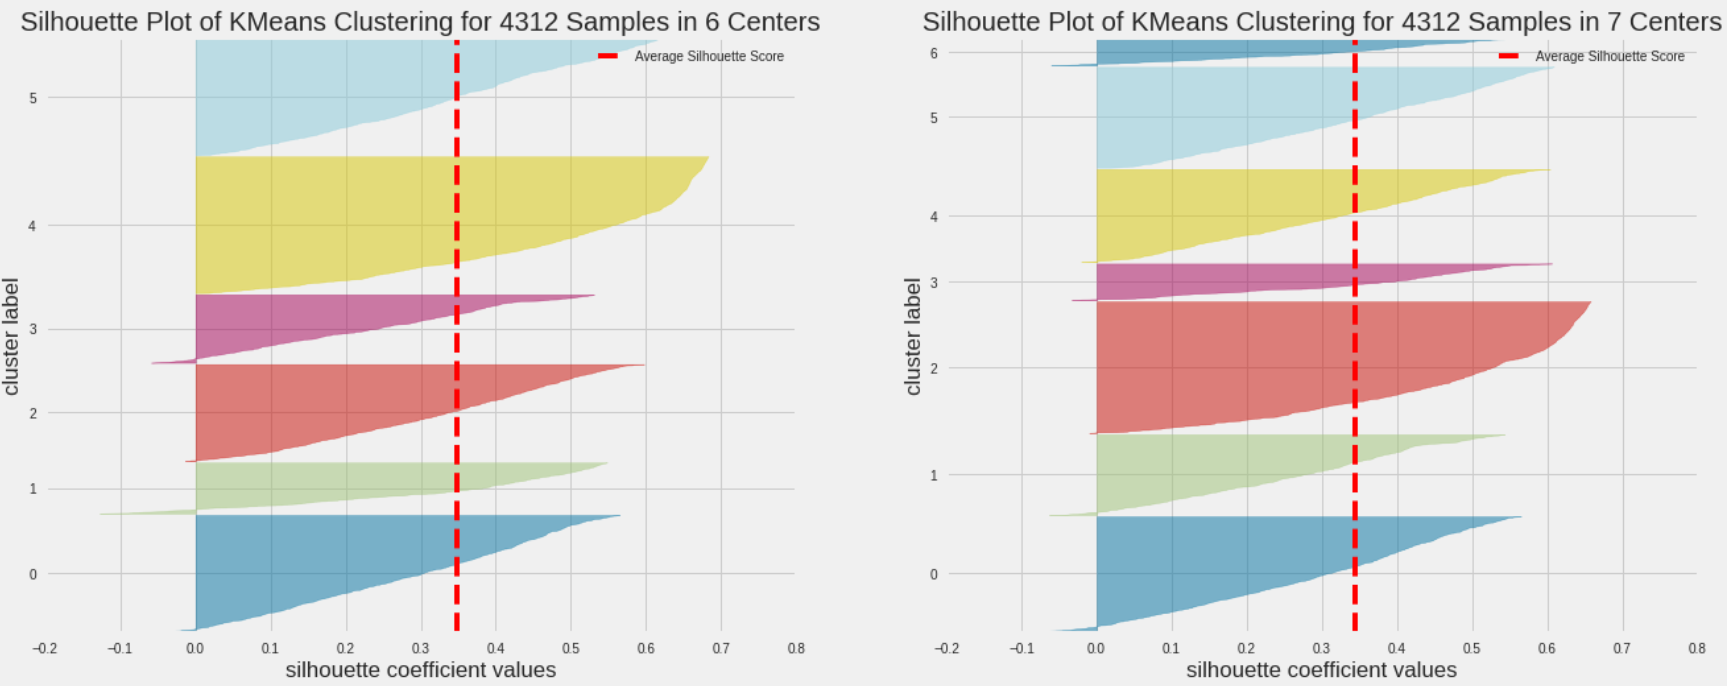 Silhouette Plot of KMeans Clustering for 4312 Samples in 6 Centers
Average Silhouette Score
5
4
3
2
1
0
cluster label
−0.2 −0.1 0.0 0.1 0.2 0.3 0.4 0.5 0.6 0.7 0.8
silhouette coefficient values
Silhouette Plot of KMeans Clustering for 4312 Samples in 7 Centers
Average Silhouette Score
6
5
4
3
2
1
0
cluster label
−0.2 −0.1 0.0 0.1 0.2 0.3 0.4 0.5 0.6 0.7 0.8
silhouette coefficient values